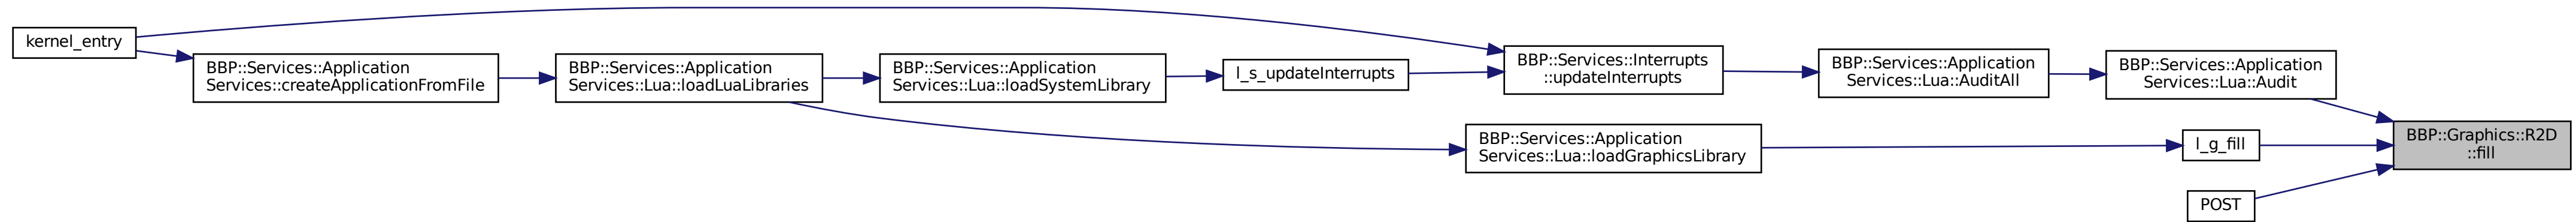 kernel_entry
BBP::Services::Application
Services::createApplicationFromFile
BBP::Services::Application
Services::Lua::loadLuaLibraries
BBP::Services::Application
Services::Lua::loadSystemLibrary
l_s_updateInterrupts
BBP::Services::Interrupts
::updateInterrupts
BBP::Services::Application
Services::Lua::AuditAll
BBP::Services::Application
Services::Lua::Audit
BBP::Services::Application
Services::Lua::loadGraphicsLibrary
l_g_fill
BBP::Graphics::R2D
::fill
POST